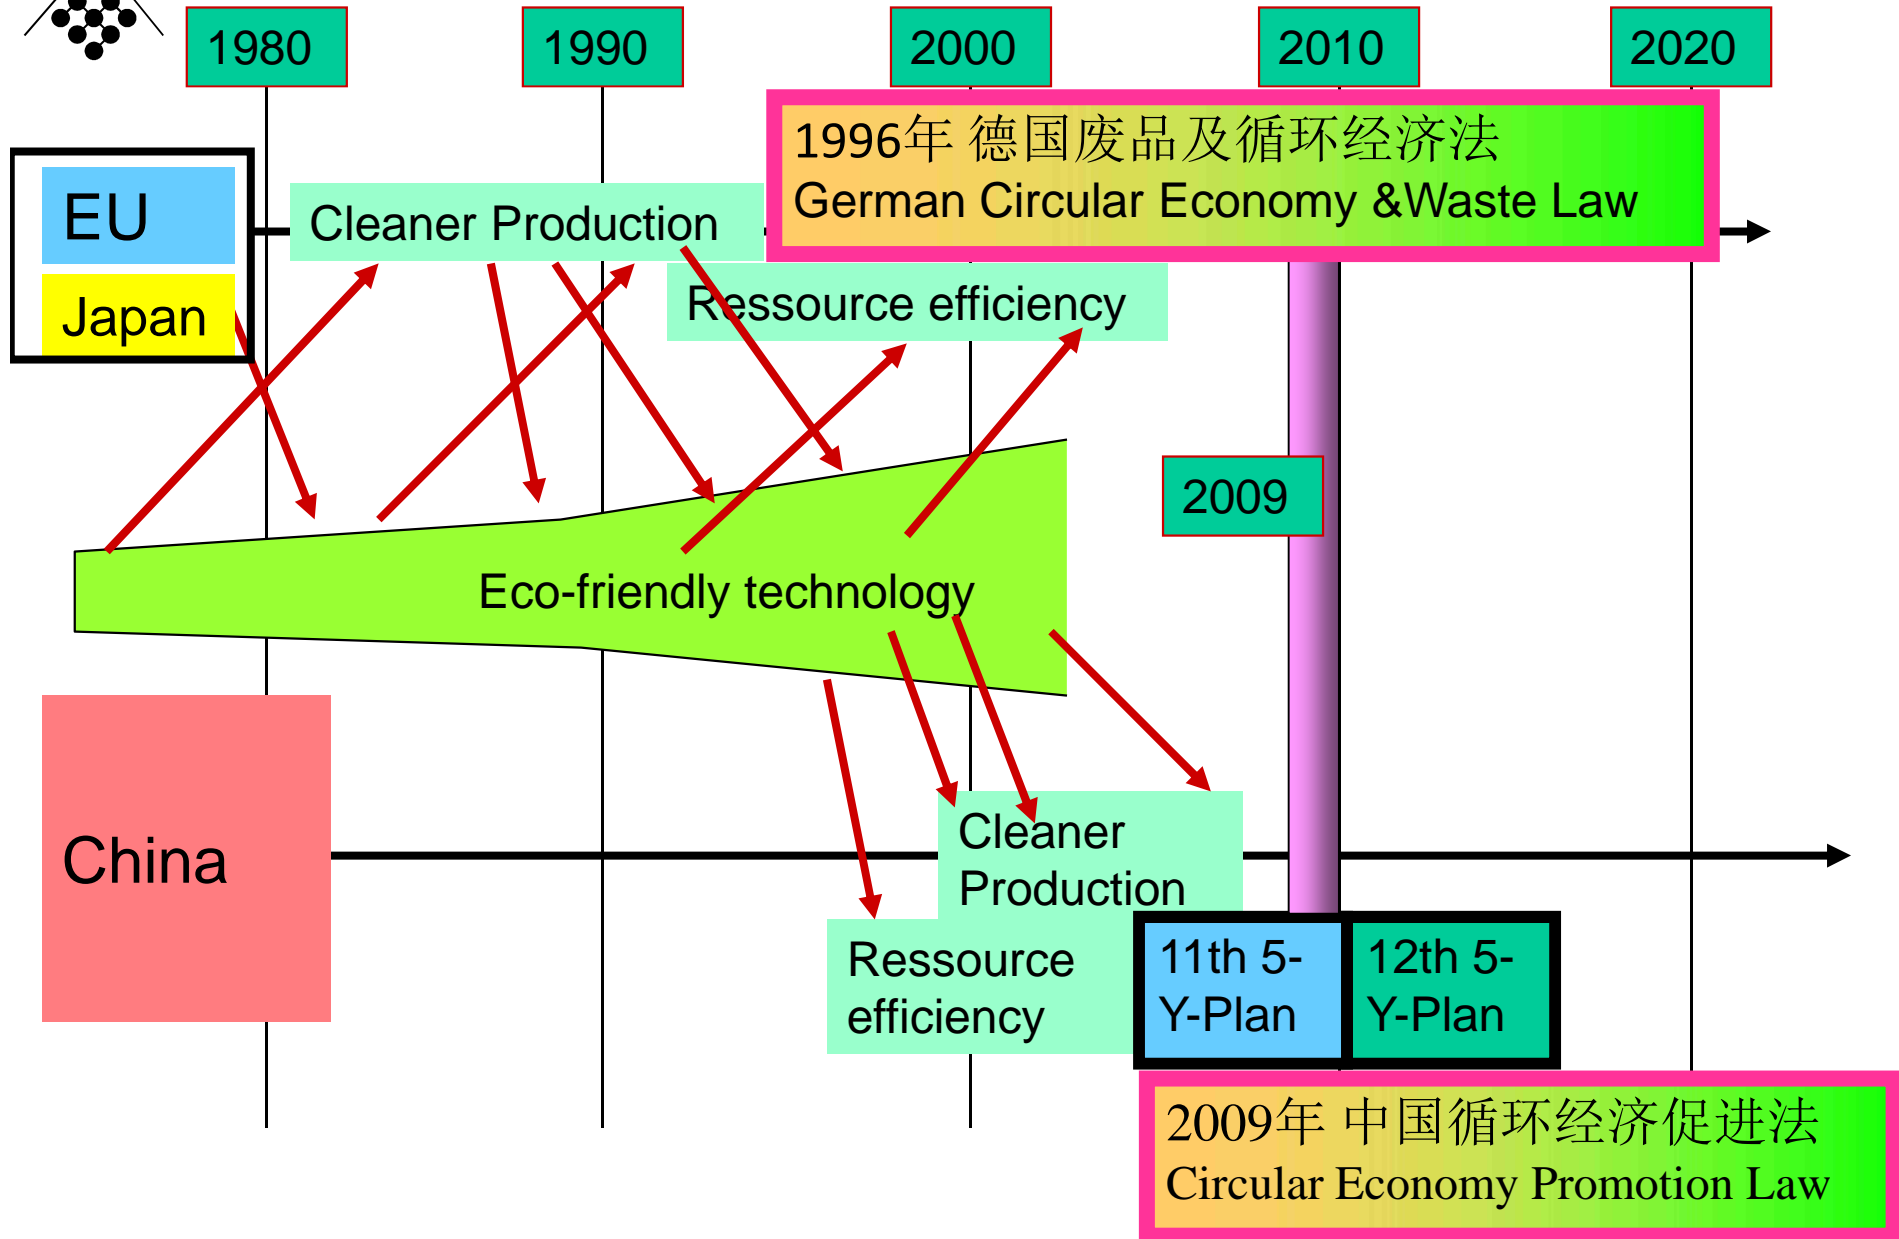 1980
1990
2000
2010
2020
1996年 德国废品及循环经济法
German Circular Economy &Waste Law
EU
Japan
Cleaner Production
Ressource efficiency
2009
Eco-friendly technology
China
Cleaner
Production
Ressource
efficiency
11th 5-
Y-Plan
12th 5-
Y-Plan
2009年 中国循环经济促进法
Circular Economy Promotion Law